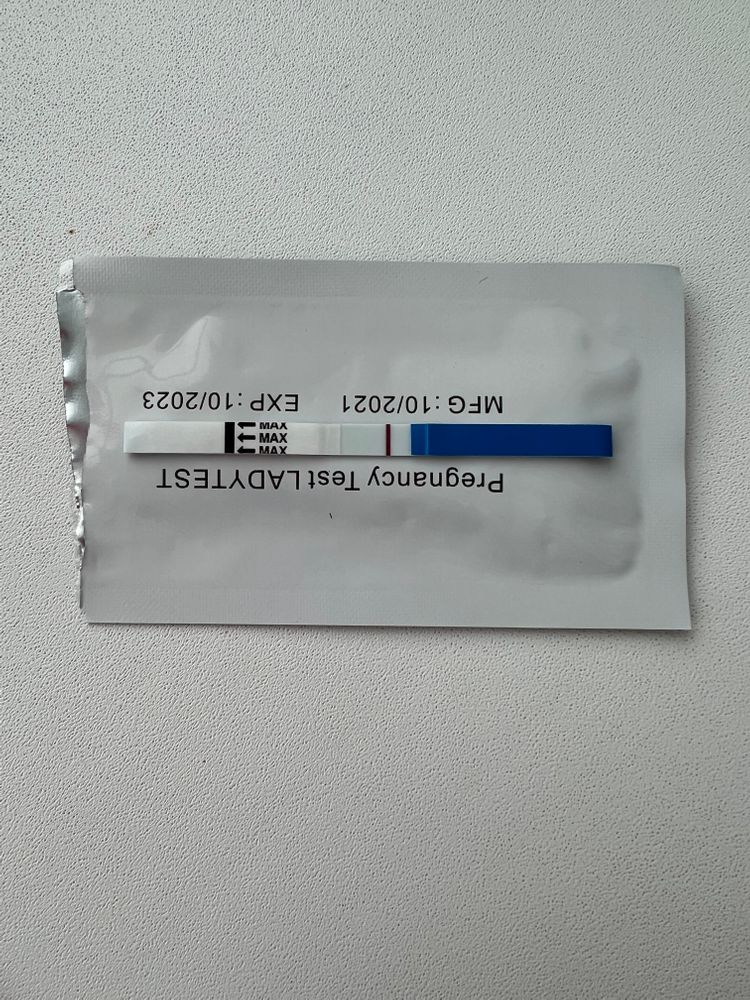 Pregnancy Test LADYTEST
MAX
MAX
MAX
MFG:10/2021 EXP:10/2023